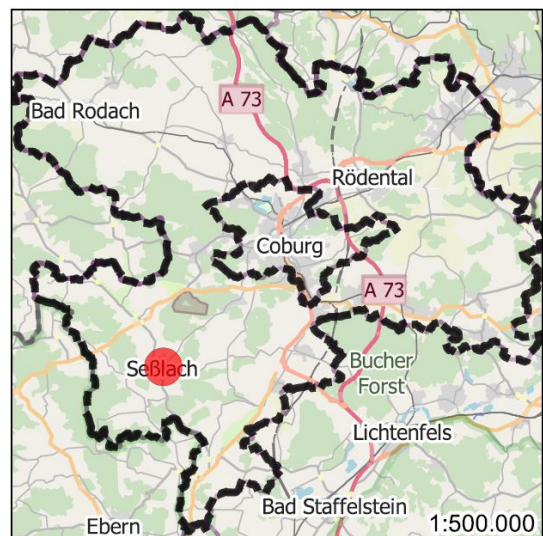 A 73
Bad Rodach
Rödental
Coburg
A 73
Seßlach
Bucher
Forst
Lichtenfels
Bad Staffelstein
Ebern
1:500.000